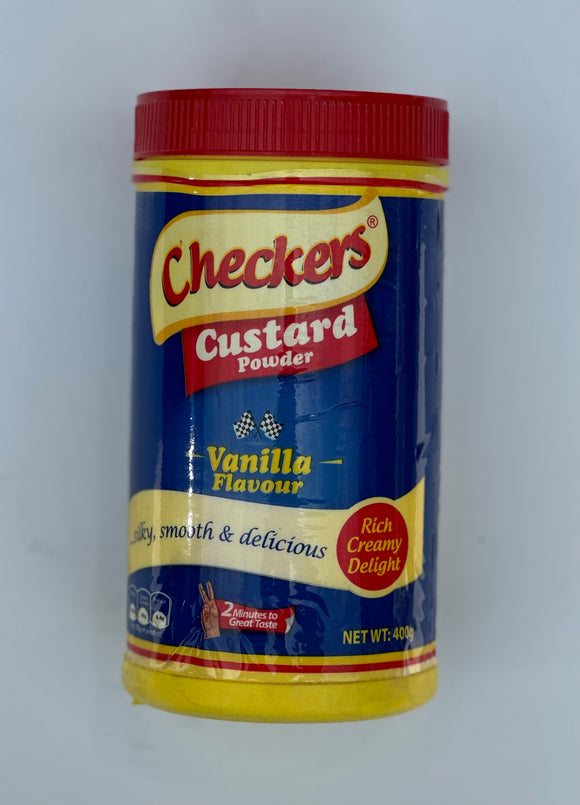 Checkers®
Custard
Powder
Vanilla
Flavour
...silky, smooth & delicious
Rich
Creamy
Delight
2 Minutes to
Great Taste
NET WT: 400g